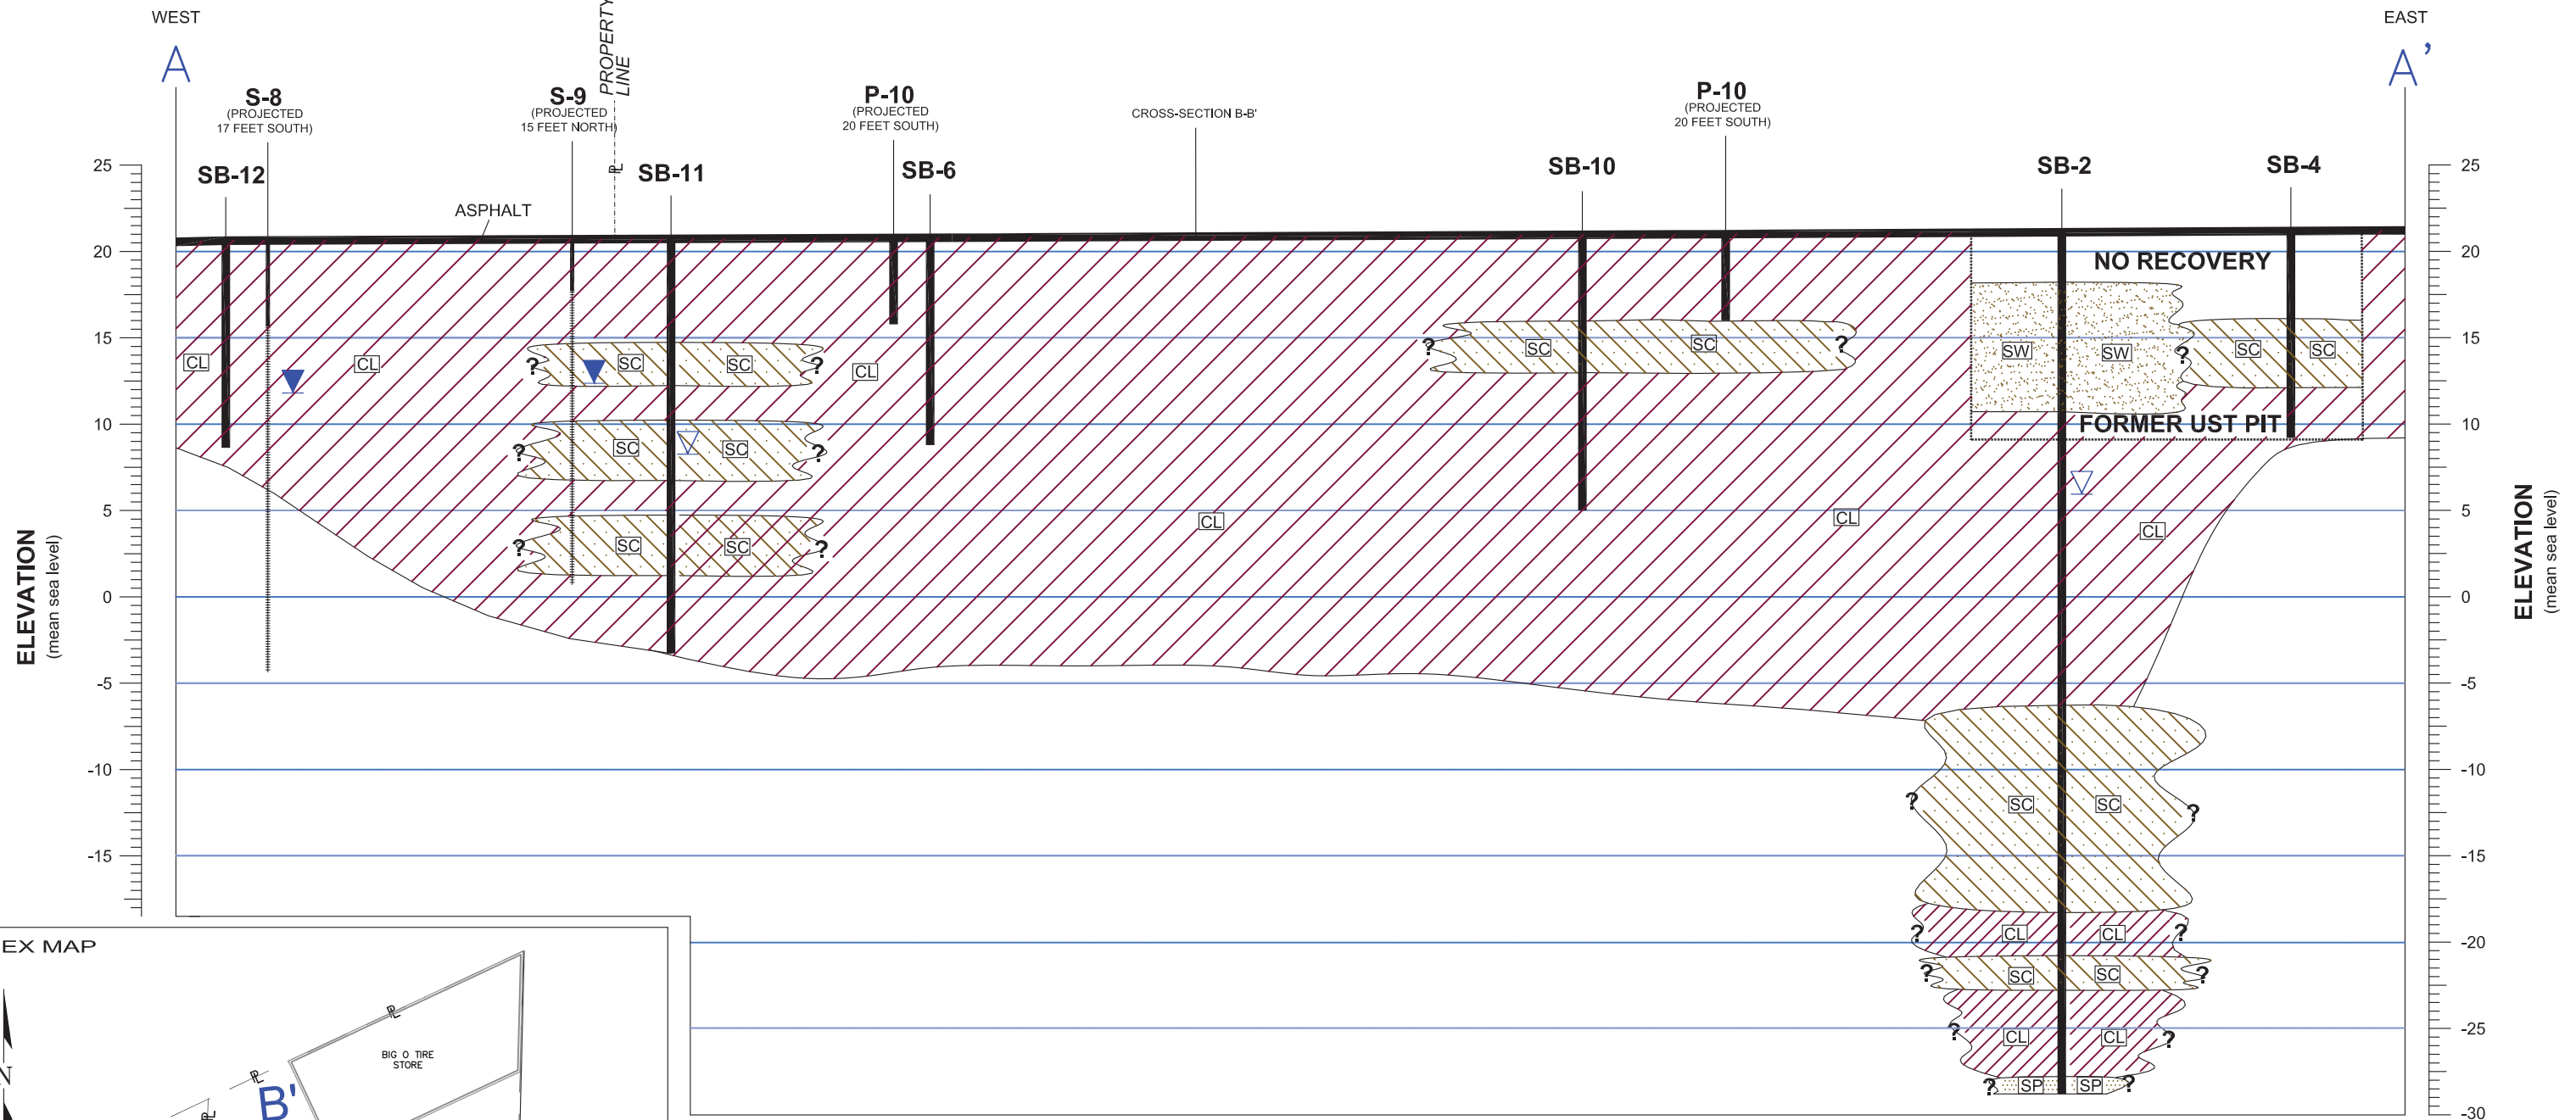 WEST
EAST
A
A'
PROPERTY
LINE
S-8
(PROJECTED
17 FEET SOUTH)
S-9
(PROJECTED
15 FEET NORTH)
P-10
(PROJECTED
20 FEET SOUTH)
CROSS-SECTION B-B'
P-10
(PROJECTED
20 FEET SOUTH)
SB-12
PL
SB-11
SB-6
SB-10
SB-2
SB-4
ASPHALT
25
20
15
10
5
0
-5
-10
-15
ELEVATION
(mean sea level)
NO RECOVERY
CL
CL
? SC SC ?
CL
? SC SC ?
? SC SC ?
CL
? SC SC ?
CL
SW SW ? SC SC
FORMER UST PIT
CL
? SC SC ?
? CL CL ?
? SC SC ?
? CL CL ?
? SP SP ?
25
20
15
10
5
0
-5
-10
-15
-20
-25
-30
ELEVATION
(mean sea level)
EX MAP
N
PL
BIG O TIRE
STORE
PL
B'
PL